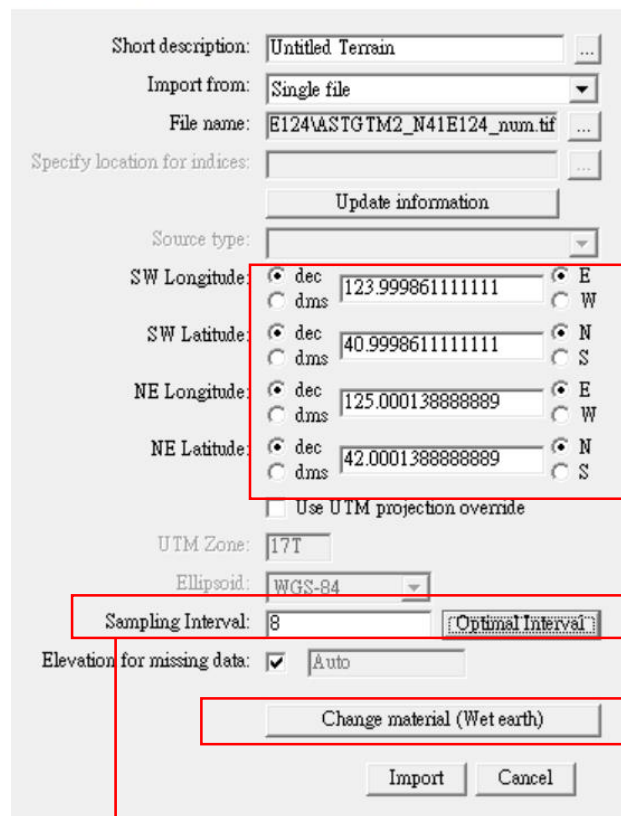 Short description: Untitled Terrain ...
Import from: Single file
File name: E124\ASTGTM2_N41E124_num.tif ...
Specify location for indices: ...
Update information
Source type:
SW Longitude: dec dms 123.999861111111 E W
SW Latitude: dec dms 40.9998611111111 N S
NE Longitude: dec dms 125.000138888889 E W
NE Latitude: dec dms 42.0001388888889 N S
Use UTM projection override
UTM Zone: 17T
Ellipsoid: WGS-84
Sampling Interval: 8 Optimal Interval
Elevation for missing data: Auto
Change material (Wet earth)
Import Cancel